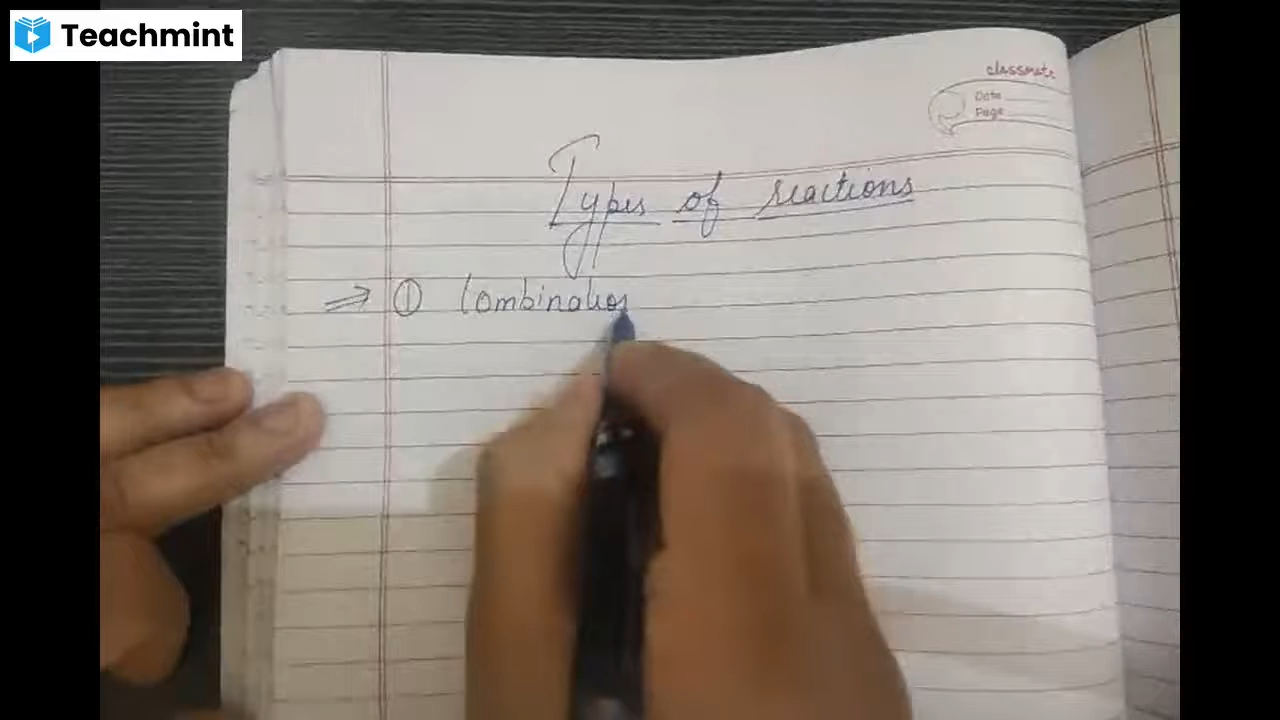 Teachmint
classmate
Date
Page
Types of reactions
⇒ ① Combination